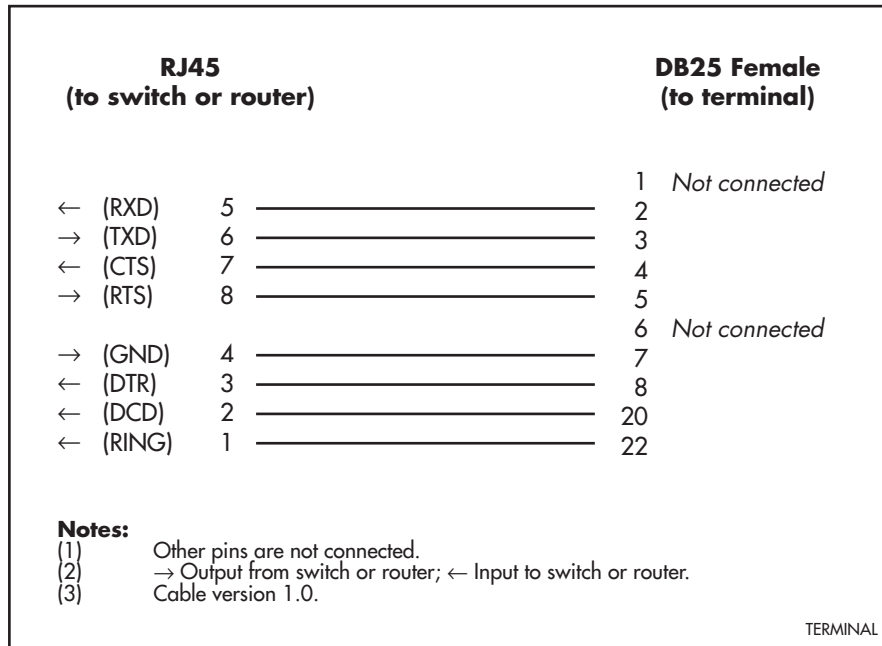 RJ45 DB25 Female
(to switch or router) (to terminal)
1 Not connected
← (RXD) 5 2
→ (TXD) 6 3
← (CTS) 7 4
→ (RTS) 8 5
6 Not connected
→ (GND) 4 7
← (DTR) 3 8
← (DCD) 2 20
← (RING) 1 22
Notes:
(1) Other pins are not connected.
(2) → Output from switch or router; ← Input to switch or router.
(3) Cable version 1.0.
TERMINAL